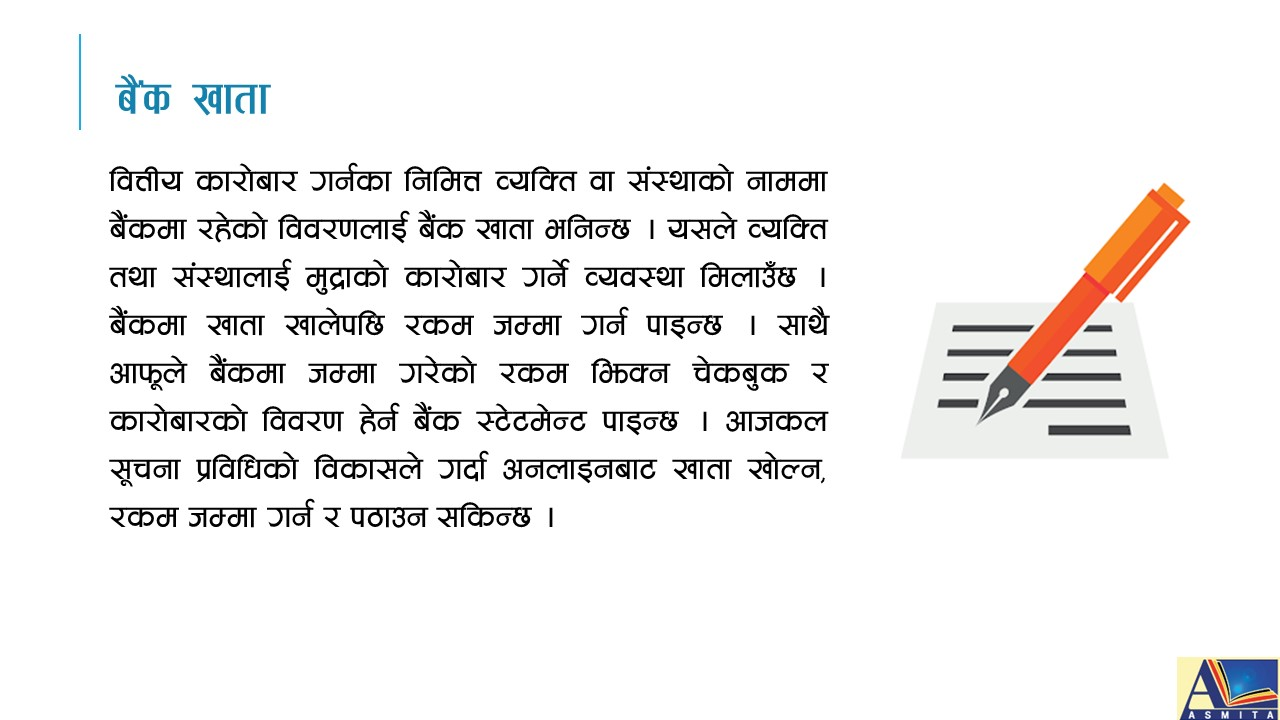 बैंक खाता
वित्तीय कारोबार गर्नका निमित्त व्यक्ति वा संस्थाको नाममा
बैंकमा रहेको विवरणलाई बैंक खाता भनिन्छ । यसले व्यक्ति
तथा संस्थालाई मुद्राको कारोबार गर्ने व्यवस्था मिलाउँछ ।
बैंकमा खाता खालेपछि रकम जम्मा गर्न पाइन्छ । साथै
आफूले बैंकमा जम्मा गरेको रकम झिक्न चेकबुक र
कारोबारको विवरण हेर्न बैंक स्टेटमेन्ट पाइन्छ । आजकल
सूचना प्रविधिको विकासले गर्दा अनलाइनबाट खाता खोल्न,
रकम जम्मा गर्न र पठाउन सकिन्छ ।
ASMITA